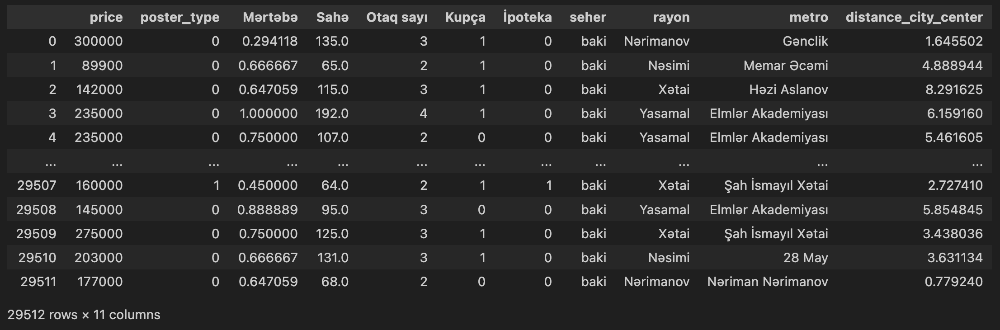 price poster_type Mərtəbə Sahə Otaq sayı Kupça İpoteka seher rayon metro distance_city_center
0 300000 0 0.294118 135.0 3 1 0 baki Nərimanov Gənclik 1.645502
1 89900 0 0.666667 65.0 2 1 0 baki Nəsimi Memar Əcəmi 4.888944
2 142000 0 0.647059 115.0 3 1 0 baki Xətai Həzi Aslanov 8.291625
3 235000 0 1.000000 192.0 4 1 0 baki Yasamal Elmlər Akademiyası 6.159160
4 235000 0 0.750000 107.0 2 0 0 baki Yasamal Elmlər Akademiyası 5.461605
... ... ... ... ... ... ... ... ... ... ... ...
29507 160000 1 0.450000 64.0 2 1 1 baki Xətai Şah İsmayıl Xətai 2.727410
29508 145000 0 0.888889 95.0 3 0 0 baki Yasamal Elmlər Akademiyası 5.854845
29509 275000 0 0.750000 125.0 3 1 0 baki Xətai Şah İsmayıl Xətai 3.438036
29510 203000 0 0.666667 131.0 3 1 0 baki Nəsimi 28 May 3.631134
29511 177000 0 0.647059 68.0 2 0 0 baki Nərimanov Nəriman Nərimanov 0.779240
29512 rows × 11 columns